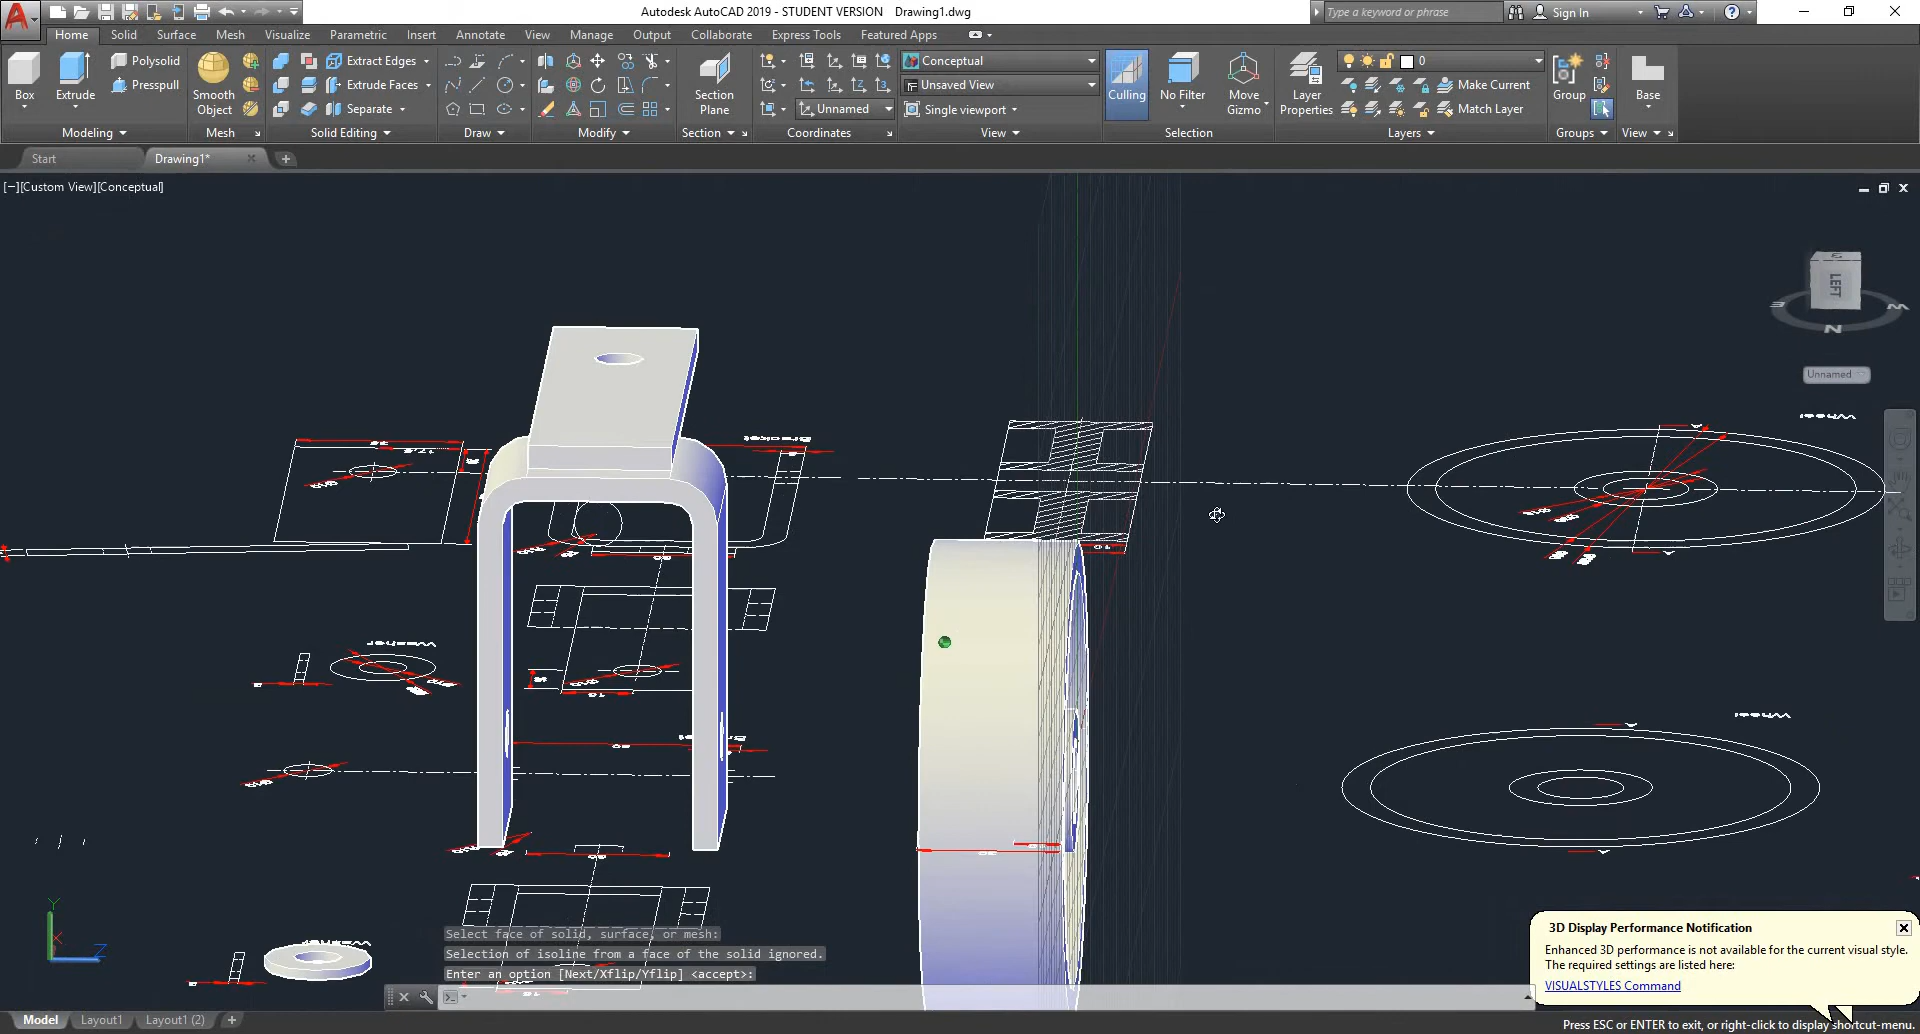 Autodesk AutoCAD 2019 - STUDENT VERSION Drawing1.dwg
Type a keyword or phrase
Sign In
Home Solid Surface Mesh Visualize Parametric Insert Annotate View Manage Output Collaborate Express Tools Featured Apps
Box
Extrude
Polysolid
Presspull
Modeling
Smooth Object
Mesh
Extract Edges
Extrude Faces
Separate
Solid Editing
Draw
Modify
Section Plane
Section
Unnamed
Coordinates
Conceptual
Unsaved View
Single viewport
View
Culling
No Filter
Move Gizmo
Selection
Layer Properties
0
Make Current
Match Layer
Layers
Group
Groups
Base
View
Start
Drawing1*
[−][Custom View][Conceptual]
LEFT
N
Unnamed
Bracket
Wheel
Washer
Wheel
Y
X
Z
Select face of solid, surface, or mesh:
Selection of isoline from a face of the solid ignored.
Enter an option [Next/Xflip/Yflip] <accept>:
3D Display Performance Notification
Enhanced 3D performance is not available for the current visual style.
The required settings are listed here:
VISUALSTYLES Command
Model Layout1 Layout1 (2)
Press ESC or ENTER to exit, or right-click to display shortcut-menu.